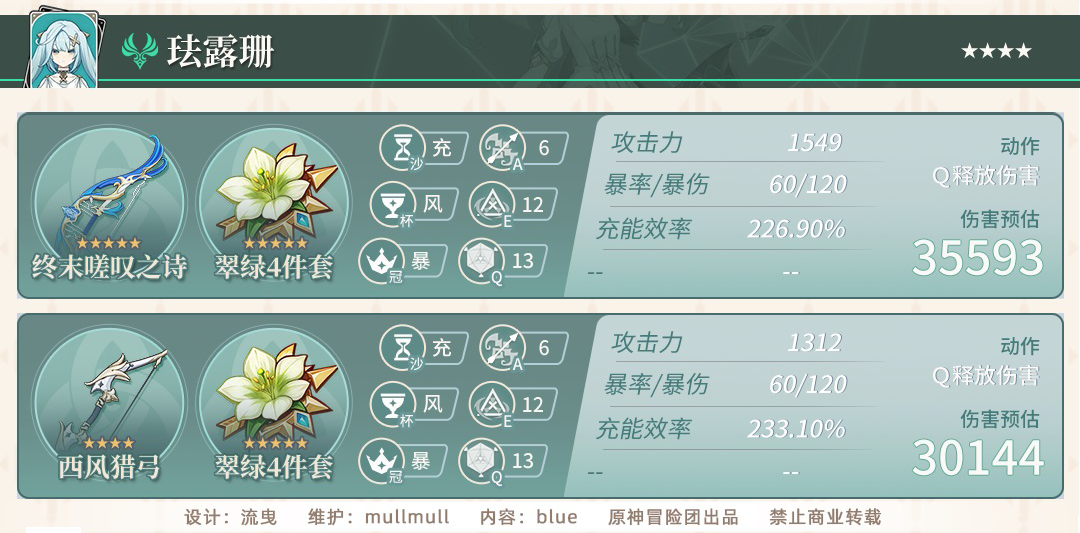 珐露珊
终末嗟叹之诗
翠绿4件套
沙 充
杯 风
冠 暴
A 6
E 12
Q 13
攻击力 1549
暴率/暴伤 60/120
充能效率 226.90%
-- --
动作
Q释放伤害
伤害预估
35593
西风猎弓
翠绿4件套
沙 充
杯 风
冠 暴
A 6
E 12
Q 13
攻击力 1312
暴率/暴伤 60/120
充能效率 233.10%
-- --
动作
Q释放伤害
伤害预估
30144
设计：流曳 维护：mullmull 内容：blue 原神冒险团出品 禁止商业转载